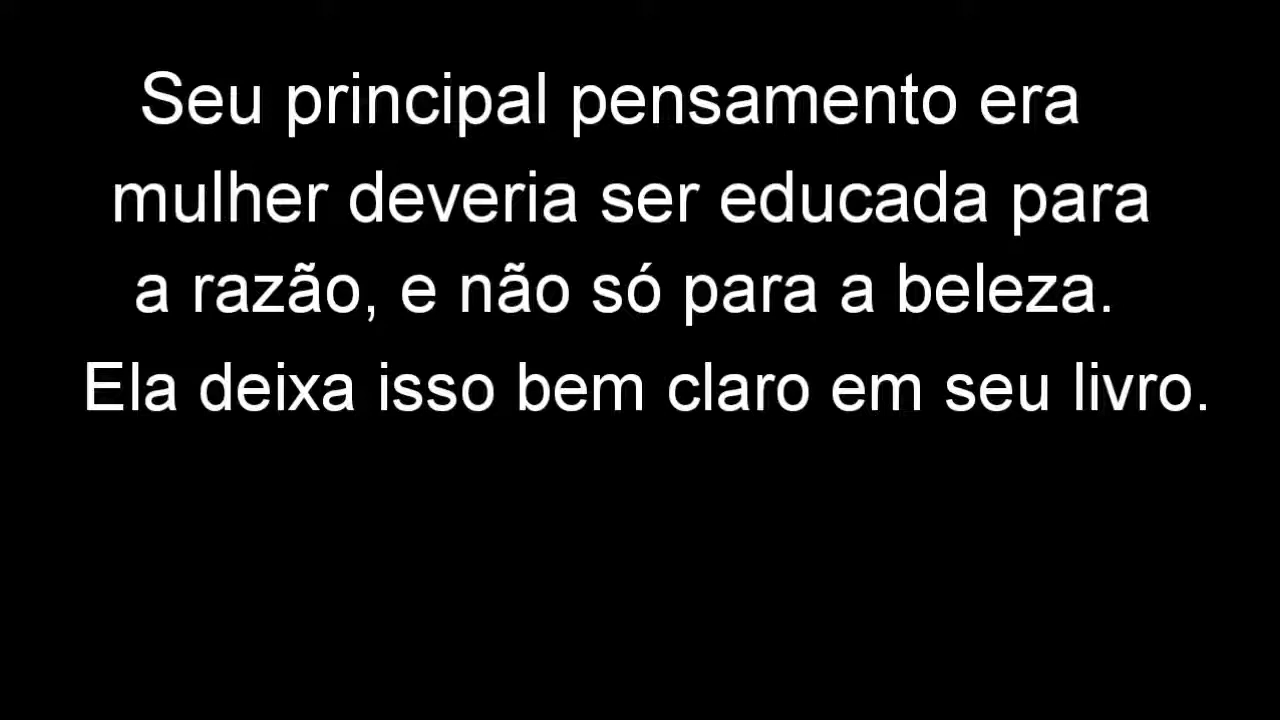 Seu principal pensamento era
mulher deveria ser educada para
a razão, e não só para a beleza.
Ela deixa isso bem claro em seu livro.